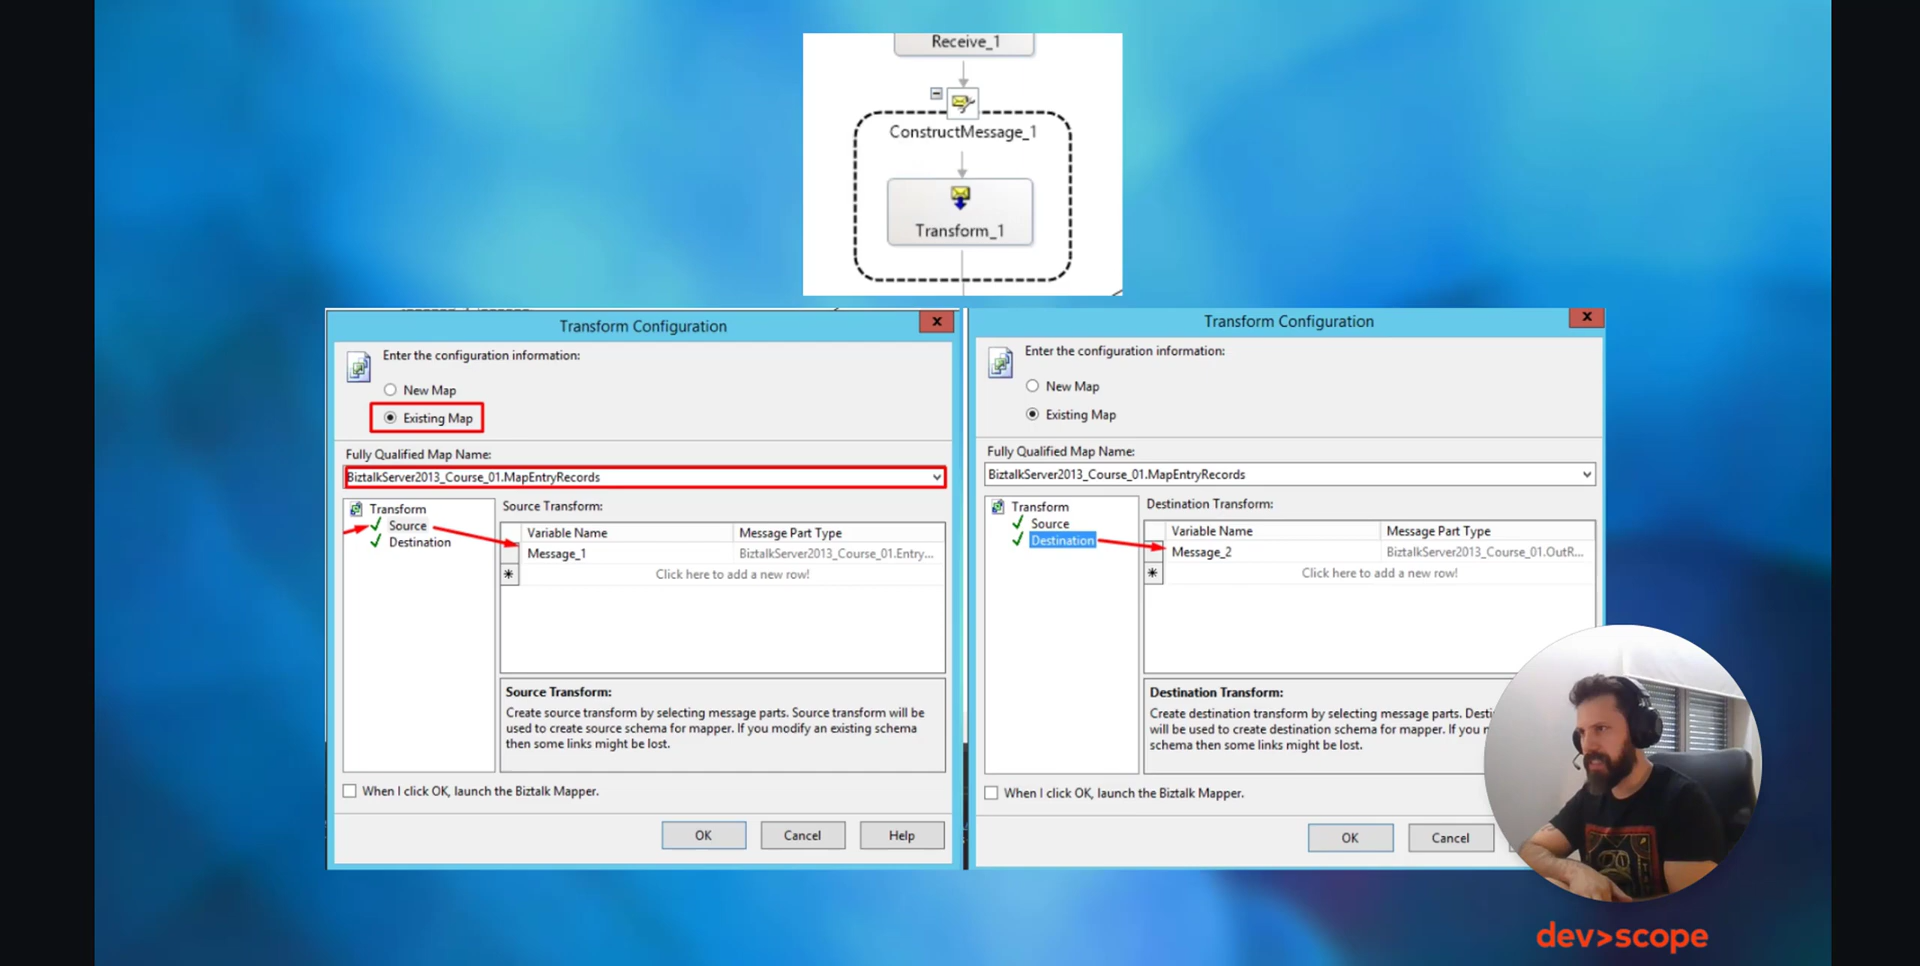 Receive_1
ConstructMessage_1
Transform_1
Transform Configuration
x
Enter the configuration information:
New Map
Existing Map
Fully Qualified Map Name:
BiztalkServer2013_Course_01.MapEntryRecords
Transform
Source
Destination
Source Transform:
Variable Name Message Part Type
Message_1 BiztalkServer2013_Course_01.Entry...
* Click here to add a new row!
Source Transform:
Create source transform by selecting message parts. Source transform will be
used to create source schema for mapper. If you modify an existing schema
then some links might be lost.
When I click OK, launch the Biztalk Mapper.
OK Cancel Help
Transform Configuration
x
Enter the configuration information:
New Map
Existing Map
Fully Qualified Map Name:
BiztalkServer2013_Course_01.MapEntryRecords
Transform
Source
Destination
Destination Transform:
Variable Name Message Part Type
Message_2 BiztalkServer2013_Course_01.OutR...
* Click here to add a new row!
Destination Transform:
Create destination transform by selecting message parts. Desti
will be used to create destination schema for mapper. If you
schema then some links might be lost.
When I click OK, launch the Biztalk Mapper.
OK Cancel
dev>scope